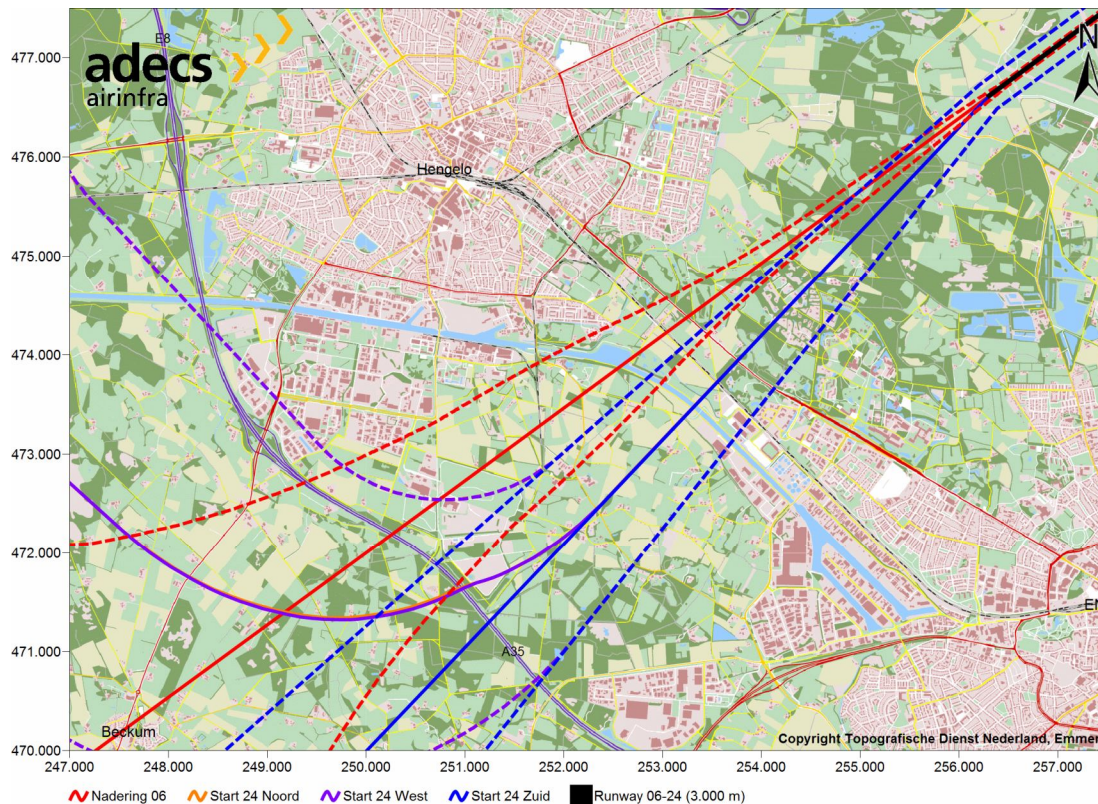 E8
477.000
adecs
airinfra
N
476.000
Hengelo
475.000
474.000
473.000
472.000
471.000
A35
Beckum
470.000
Copyright Topografische Dienst Nederland, Emmen
247.000 248.000 249.000 250.000 251.000 252.000 253.000 254.000 255.000 256.000 257.000
Nadering 06 Start 24 Noord Start 24 West Start 24 Zuid Runway 06-24 (3.000 m)